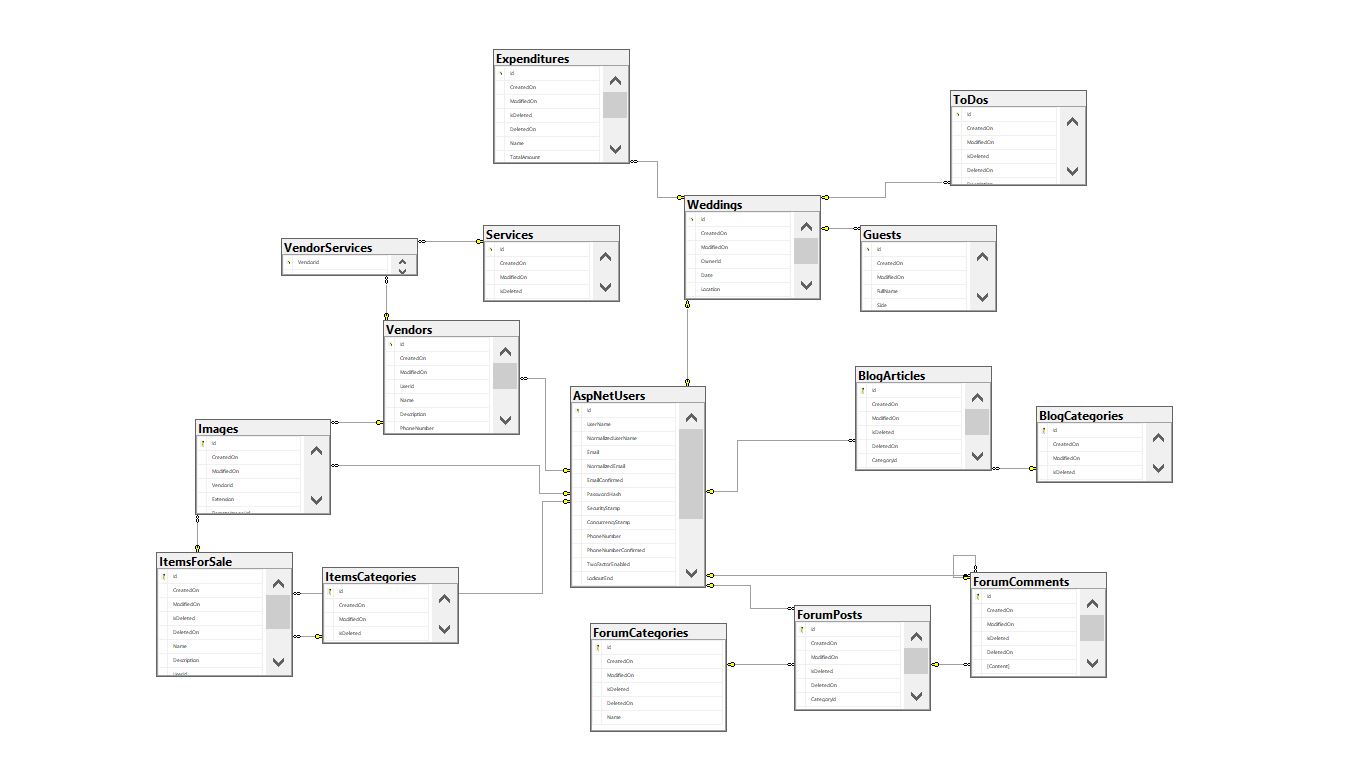 Expenditures
Id
CreatedOn
ModifiedOn
IsDeleted
DeletedOn
Name
TotalAmount
ToDos
Id
CreatedOn
ModifiedOn
IsDeleted
DeletedOn
Weddings
Id
CreatedOn
ModifiedOn
OwnerId
Date
Location
Guests
Id
CreatedOn
ModifiedOn
FullName
Side
VendorServices
VendorId
Services
Id
CreatedOn
ModifiedOn
IsDeleted
Vendors
Id
CreatedOn
ModifiedOn
UserId
Name
Description
PhoneNumber
AspNetUsers
Id
UserName
NormalizedUserName
Email
NormalizedEmail
EmailConfirmed
PasswordHash
SecurityStamp
ConcurrencyStamp
PhoneNumber
PhoneNumberConfirmed
TwoFactorEnabled
LockoutEnd
BlogArticles
Id
CreatedOn
ModifiedOn
IsDeleted
DeletedOn
CategoryId
BlogCategories
Id
CreatedOn
ModifiedOn
IsDeleted
Images
Id
CreatedOn
ModifiedOn
VendorId
Extension
ItemsForSale
Id
CreatedOn
ModifiedOn
IsDeleted
DeletedOn
Name
Description
UserId
ItemsCategories
Id
CreatedOn
ModifiedOn
IsDeleted
ForumCategories
Id
CreatedOn
ModifiedOn
IsDeleted
DeletedOn
Name
ForumPosts
Id
CreatedOn
ModifiedOn
IsDeleted
DeletedOn
CategoryId
ForumComments
Id
CreatedOn
ModifiedOn
IsDeleted
DeletedOn
[Content]